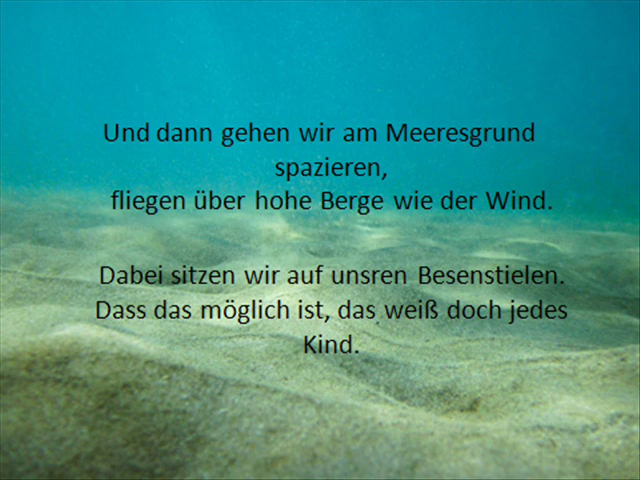 Und dann gehen wir am Meeresgrund
spazieren,
fliegen über hohe Berge wie der Wind.
Dabei sitzen wir auf unsren Besenstielen.
Dass das möglich ist, das weiß doch jedes
Kind.